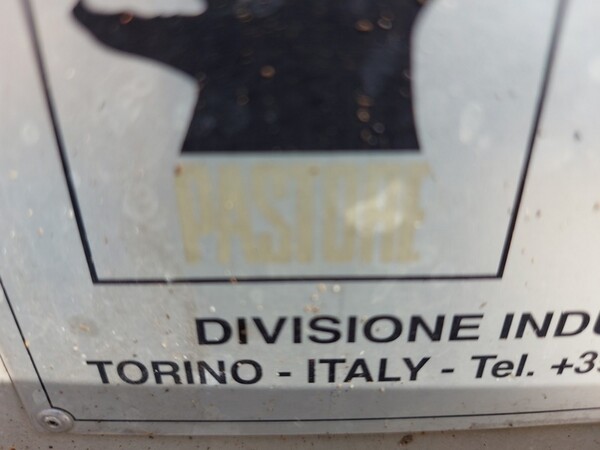 PASTORE
DIVISIONE INDU
TORINO - ITALY - Tel. +3